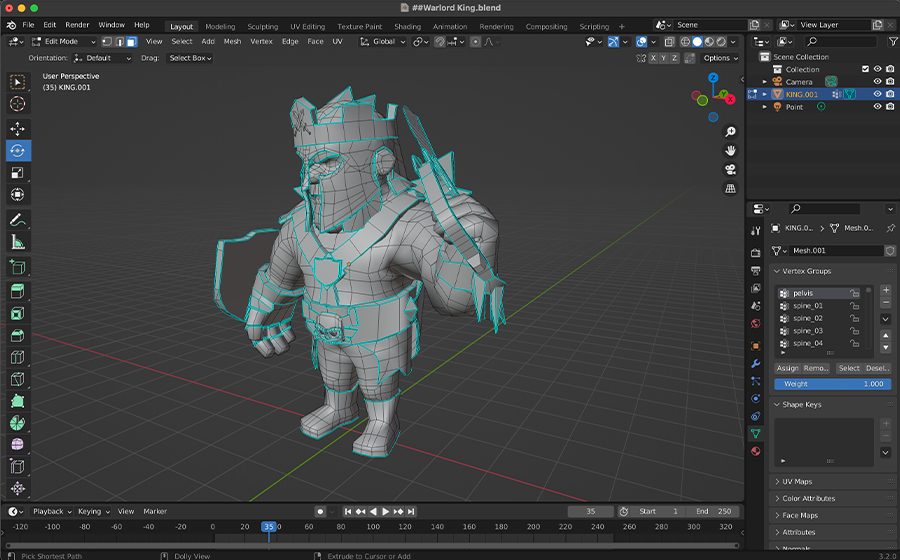 ##Warlord King.blend
File Edit Render Window Help Layout Modeling Sculpting UV Editing Texture Paint Shading Animation Rendering Compositing Scripting + Scene View Layer
Edit Mode View Select Add Mesh Vertex Edge Face UV Global
Orientation: Default Drag: Select Box X Y Z Options
User Perspective
(35) KING.001
Z
Y
X
Scene Collection
Collection
Camera
KING.001
Point
KING.0... Mesh.0...
Mesh.001
Vertex Groups
pelvis
spine_01
spine_02
spine_03
spine_04
Assign Remo... Select Desel...
Weight 1.000
Shape Keys
UV Maps
Color Attributes
Face Maps
Attributes
Normals
Playback Keying View Marker 35 Start 1 End 250
-120 -100 -80 -60 -40 -20 0 20 35 60 80 100 120 140 160 180 200 220 240 260 280 300 320
Pick Shortest Path Dolly View Extrude to Cursor or Add 3.2.0